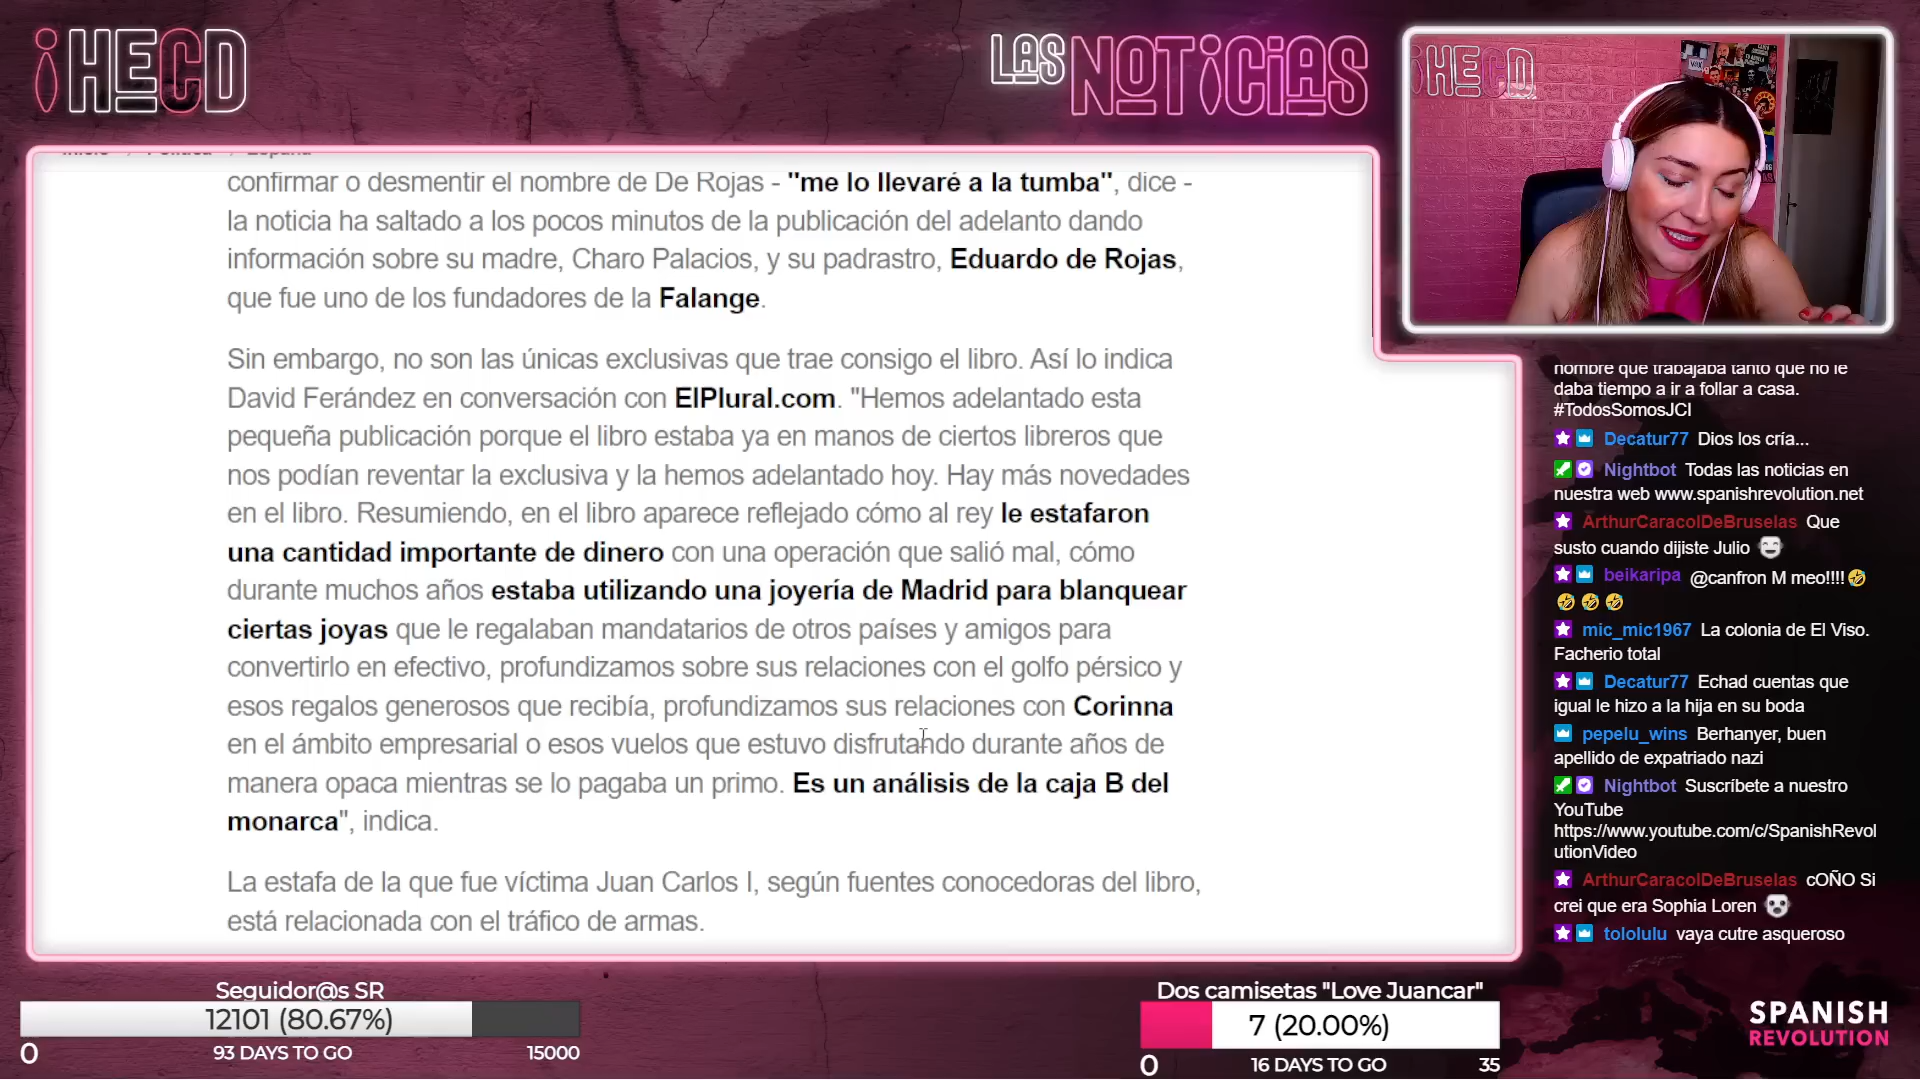 ¡HECD
LAS NOTICIAS
HECD
Inicio / Política / España
confirmar o desmentir el nombre de De Rojas - "me lo llevaré a la tumba", dice -
la noticia ha saltado a los pocos minutos de la publicación del adelanto dando
información sobre su madre, Charo Palacios, y su padrastro, Eduardo de Rojas,
que fue uno de los fundadores de la Falange.
Sin embargo, no son las únicas exclusivas que trae consigo el libro. Así lo indica
David Ferández en conversación con ElPlural.com. "Hemos adelantado esta
pequeña publicación porque el libro estaba ya en manos de ciertos libreros que
nos podían reventar la exclusiva y la hemos adelantado hoy. Hay más novedades
en el libro. Resumiendo, en el libro aparece reflejado cómo al rey le estafaron
una cantidad importante de dinero con una operación que salió mal, cómo
durante muchos años estaba utilizando una joyería de Madrid para blanquear
ciertas joyas que le regalaban mandatarios de otros países y amigos para
convertirlo en efectivo, profundizamos sobre sus relaciones con el golfo pérsico y
esos regalos generosos que recibía, profundizamos sus relaciones con Corinna
en el ámbito empresarial o esos vuelos que estuvo disfrutando durante años de
manera opaca mientras se lo pagaba un primo. Es un análisis de la caja B del
monarca", indica.
La estafa de la que fue víctima Juan Carlos I, según fuentes conocedoras del libro,
está relacionada con el tráfico de armas.
nombre que trabajaba tanto que no le
daba tiempo a ir a follar a casa.
#TodosSomosJCI
Decatur77 Dios los cría...
Nightbot Todas las noticias en
nuestra web www.spanishrevolution.net
ArthurCaracolDeBruselas Que
susto cuando dijiste Julio
beikaripa @canfron M meo!!!!🤣
🤣 🤣 🤣
mic_mic1967 La colonia de El Viso.
Facherio total
Decatur77 Echad cuentas que
igual le hizo a la hija en su boda
pepelu_wins Berhanyer, buen
apellido de expatriado nazi
Nightbot Suscríbete a nuestro
YouTube
https://www.youtube.com/c/SpanishRevol
utionVideo
ArthurCaracolDeBruselas cOÑO Si
crei que era Sophia Loren
tololulu vaya cutre asqueroso
Seguidor@s SR
12101 (80.67%)
0 93 DAYS TO GO 15000
Dos camisetas "Love Juancar"
7 (20.00%)
0 16 DAYS TO GO 35
SPANISH
REVOLUTION